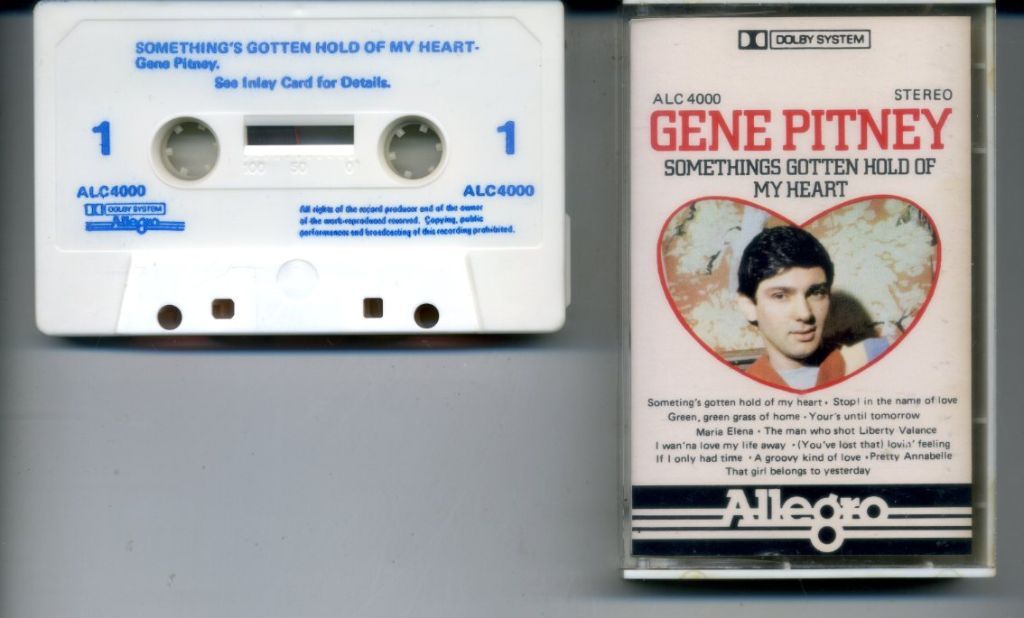 SOMETHING'S GOTTEN HOLD OF MY HEART-
Gene Pitney.
See Inlay Card for Details.
1
1
100 50 0
ALC4000
ALC4000
DOLBY SYSTEM
Allegro
All rights of the record producer and of the owner
of the work reproduced reserved. Copying, public
performances and broadcasting of this recording prohibited.
DOLBY SYSTEM
ALC 4000
STEREO
GENE PITNEY
SOMETHINGS GOTTEN HOLD OF
MY HEART
Someting's gotten hold of my heart • Stop! in the name of love
Green, green grass of home • Your's until tomorrow
Maria Elena • The man who shot Liberty Valance
I wan'na love my life away • (You've lost that) lovin' feeling
If I only had time • A groovy kind of love • Pretty Annabelle
That girl belongs to yesterday
Allegro